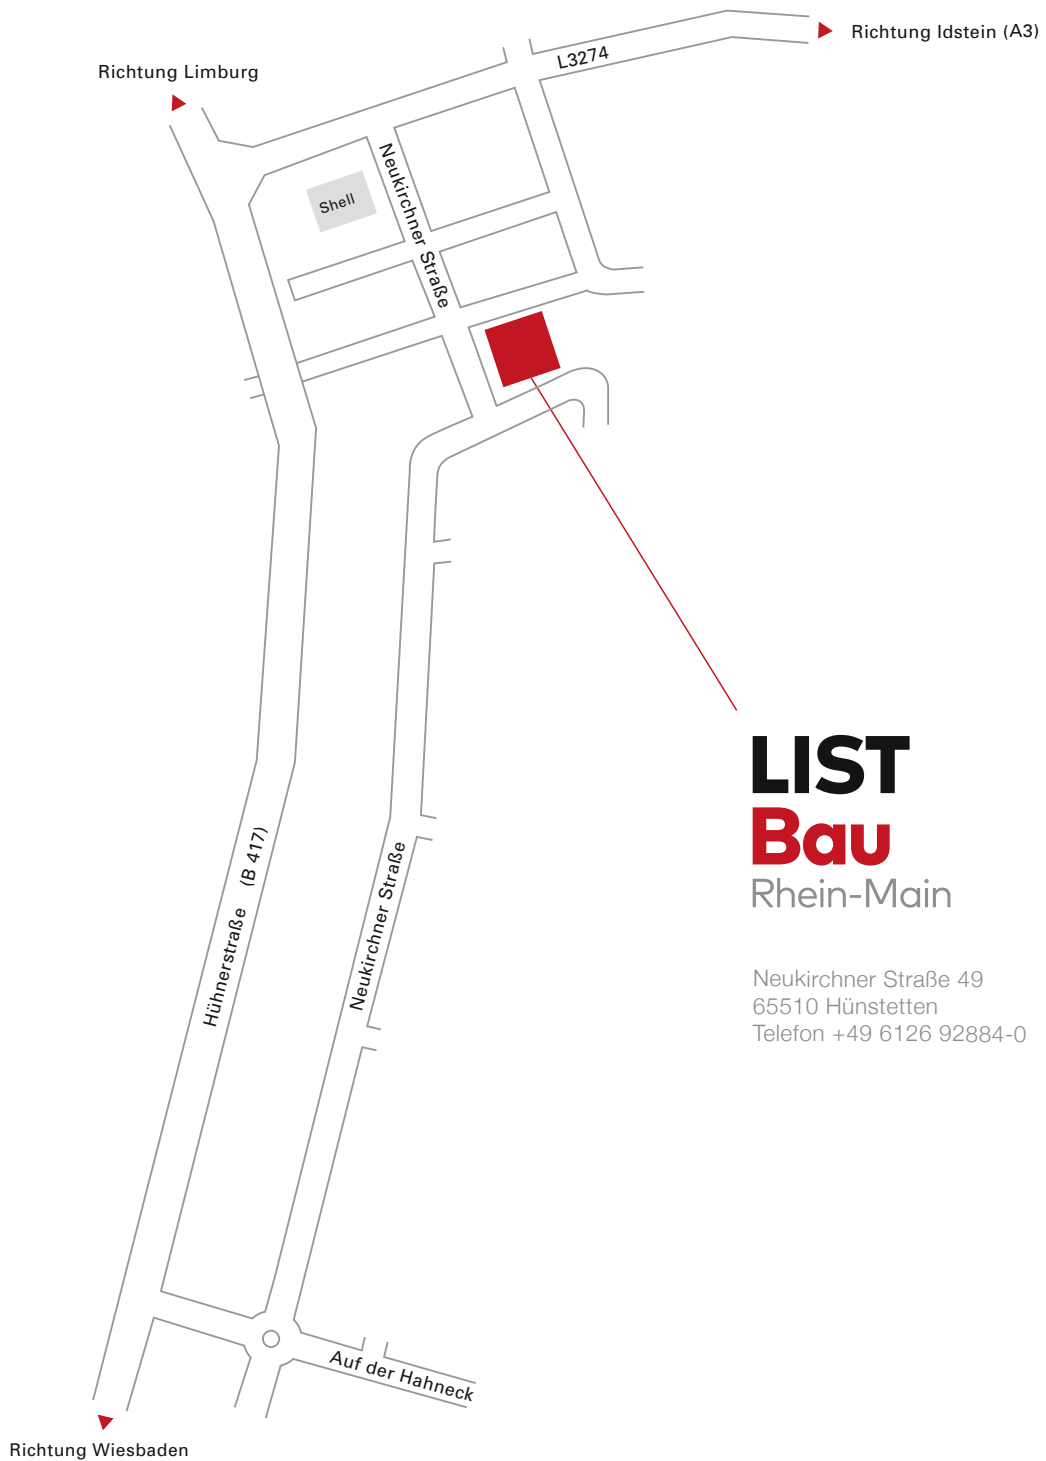 Richtung Idstein (A3)
L3274
Richtung Limburg
Neukirchner Straße
Shell
LIST
Bau
Rhein-Main
Hühnerstraße (B 417)
Neukirchner Straße
Neukirchner Straße 49
65510 Hünstetten
Telefon +49 6126 92884-0
Auf der Hahneck
Richtung Wiesbaden